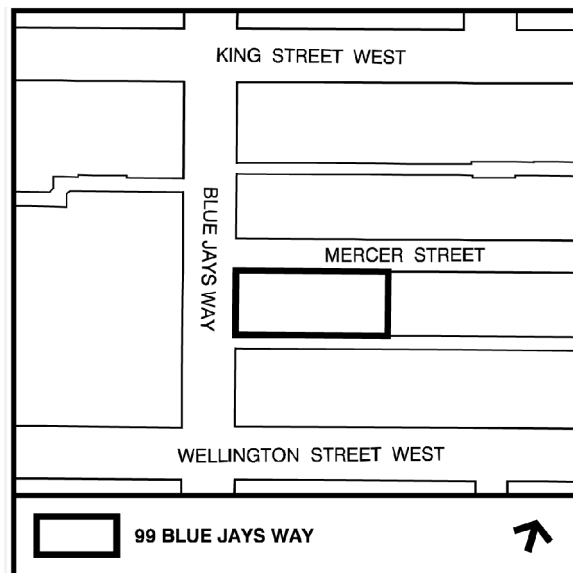 KING STREET WEST
BLUE JAYS WAY
MERCER STREET
WELLINGTON STREET WEST
99 BLUE JAYS WAY